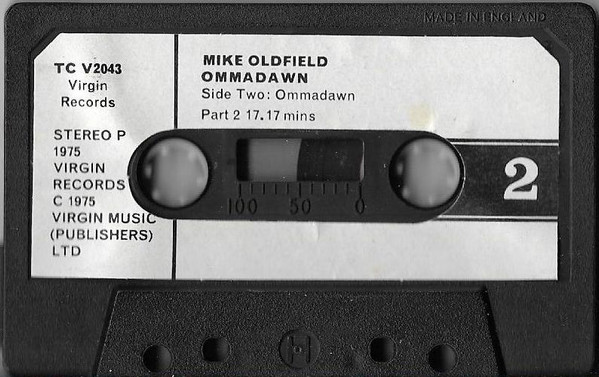 MADE IN ENGLAND
TC V2043
Virgin
Records
MIKE OLDFIELD
OMMADAWN
Side Two: Ommadawn
Part 2 17.17 mins
STEREO P
1975
VIRGIN
RECORDS
C 1975
VIRGIN MUSIC
(PUBLISHERS)
LTD
100 50 0
2